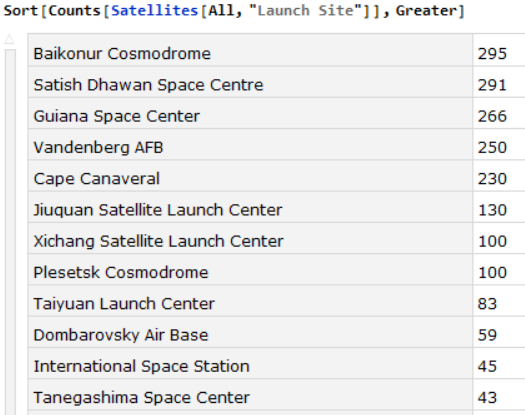 Sort[Counts[Satellites[All, "Launch Site"]], Greater]
Baikonur Cosmodrome 295
Satish Dhawan Space Centre 291
Guiana Space Center 266
Vandenberg AFB 250
Cape Canaveral 230
Jiuquan Satellite Launch Center 130
Xichang Satellite Launch Center 100
Plesetsk Cosmodrome 100
Taiyuan Launch Center 83
Dombarovsky Air Base 59
International Space Station 45
Tanegashima Space Center 43